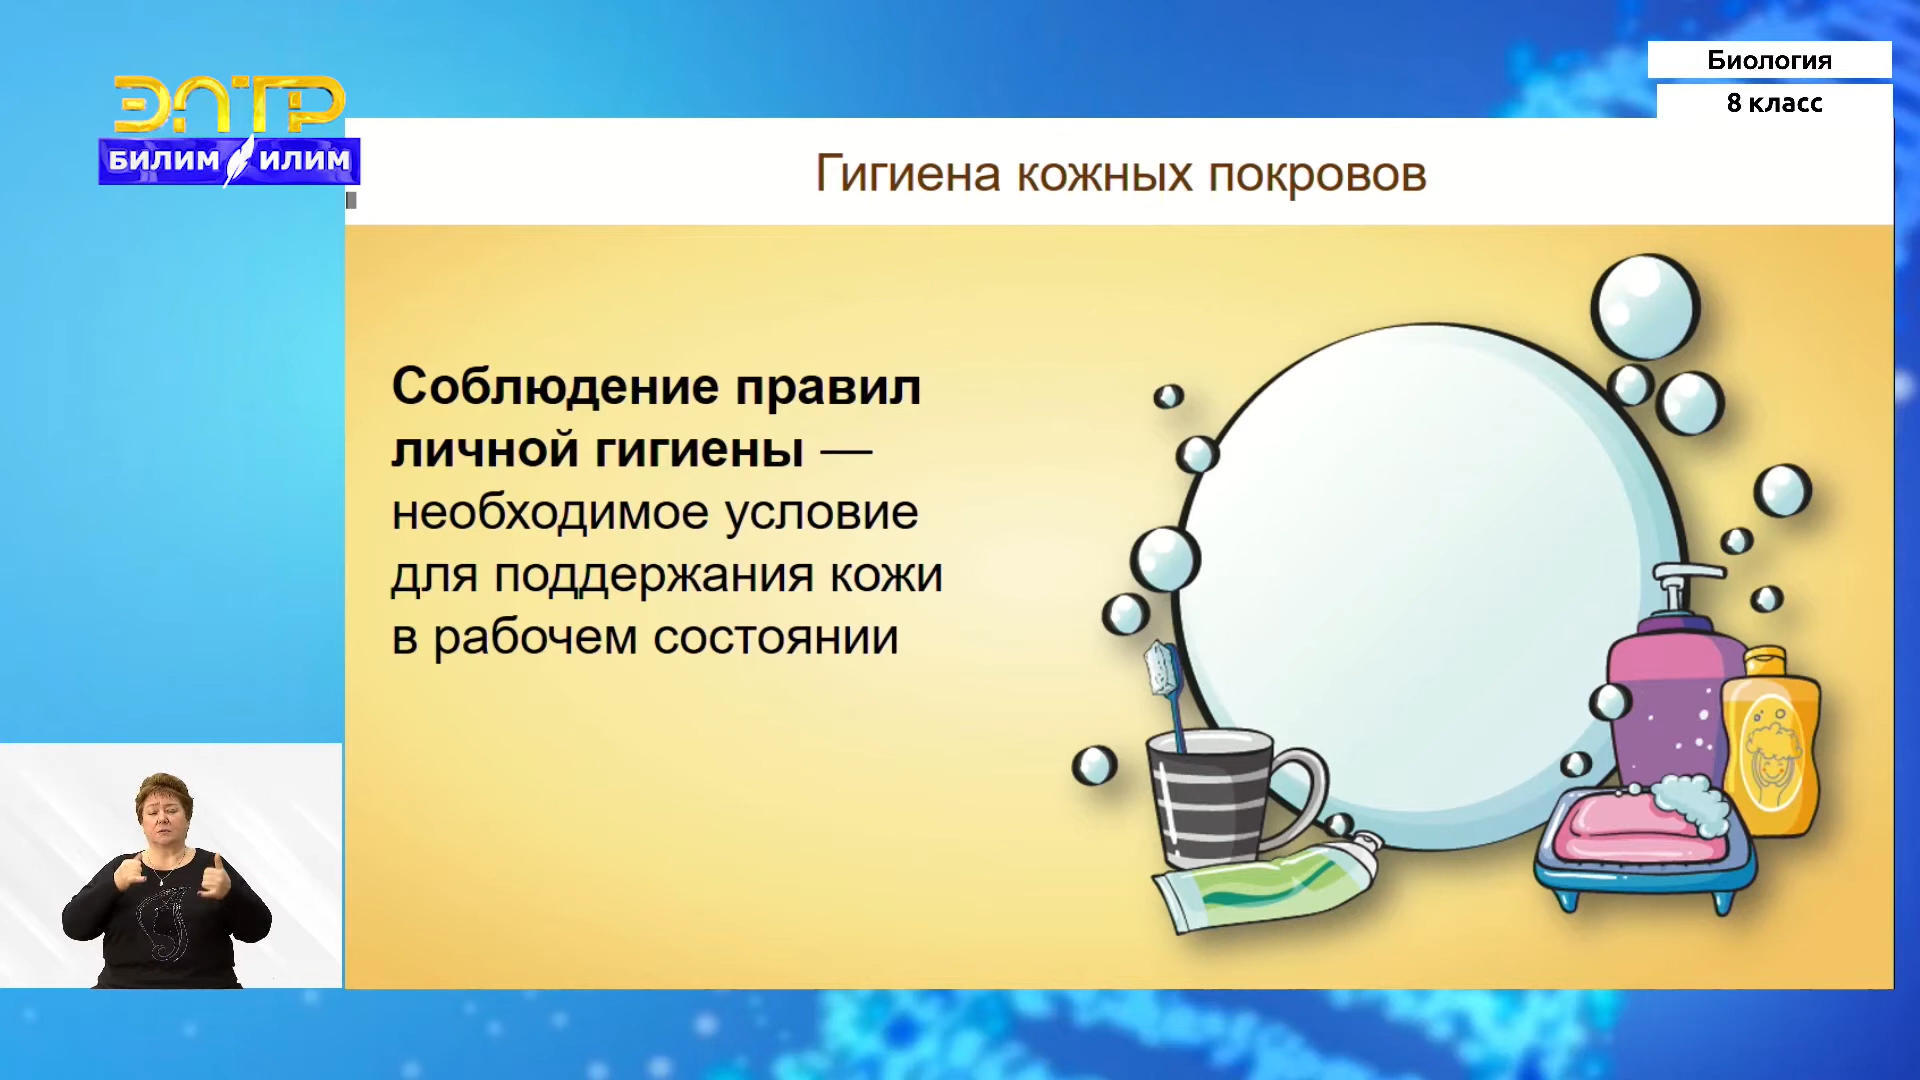 ЭЛТР
БИЛИМ ИЛИМ
Биология
8 класс
Гигиена кожных покровов
Соблюдение правил
личной гигиены —
необходимое условие
для поддержания кожи
в рабочем состоянии